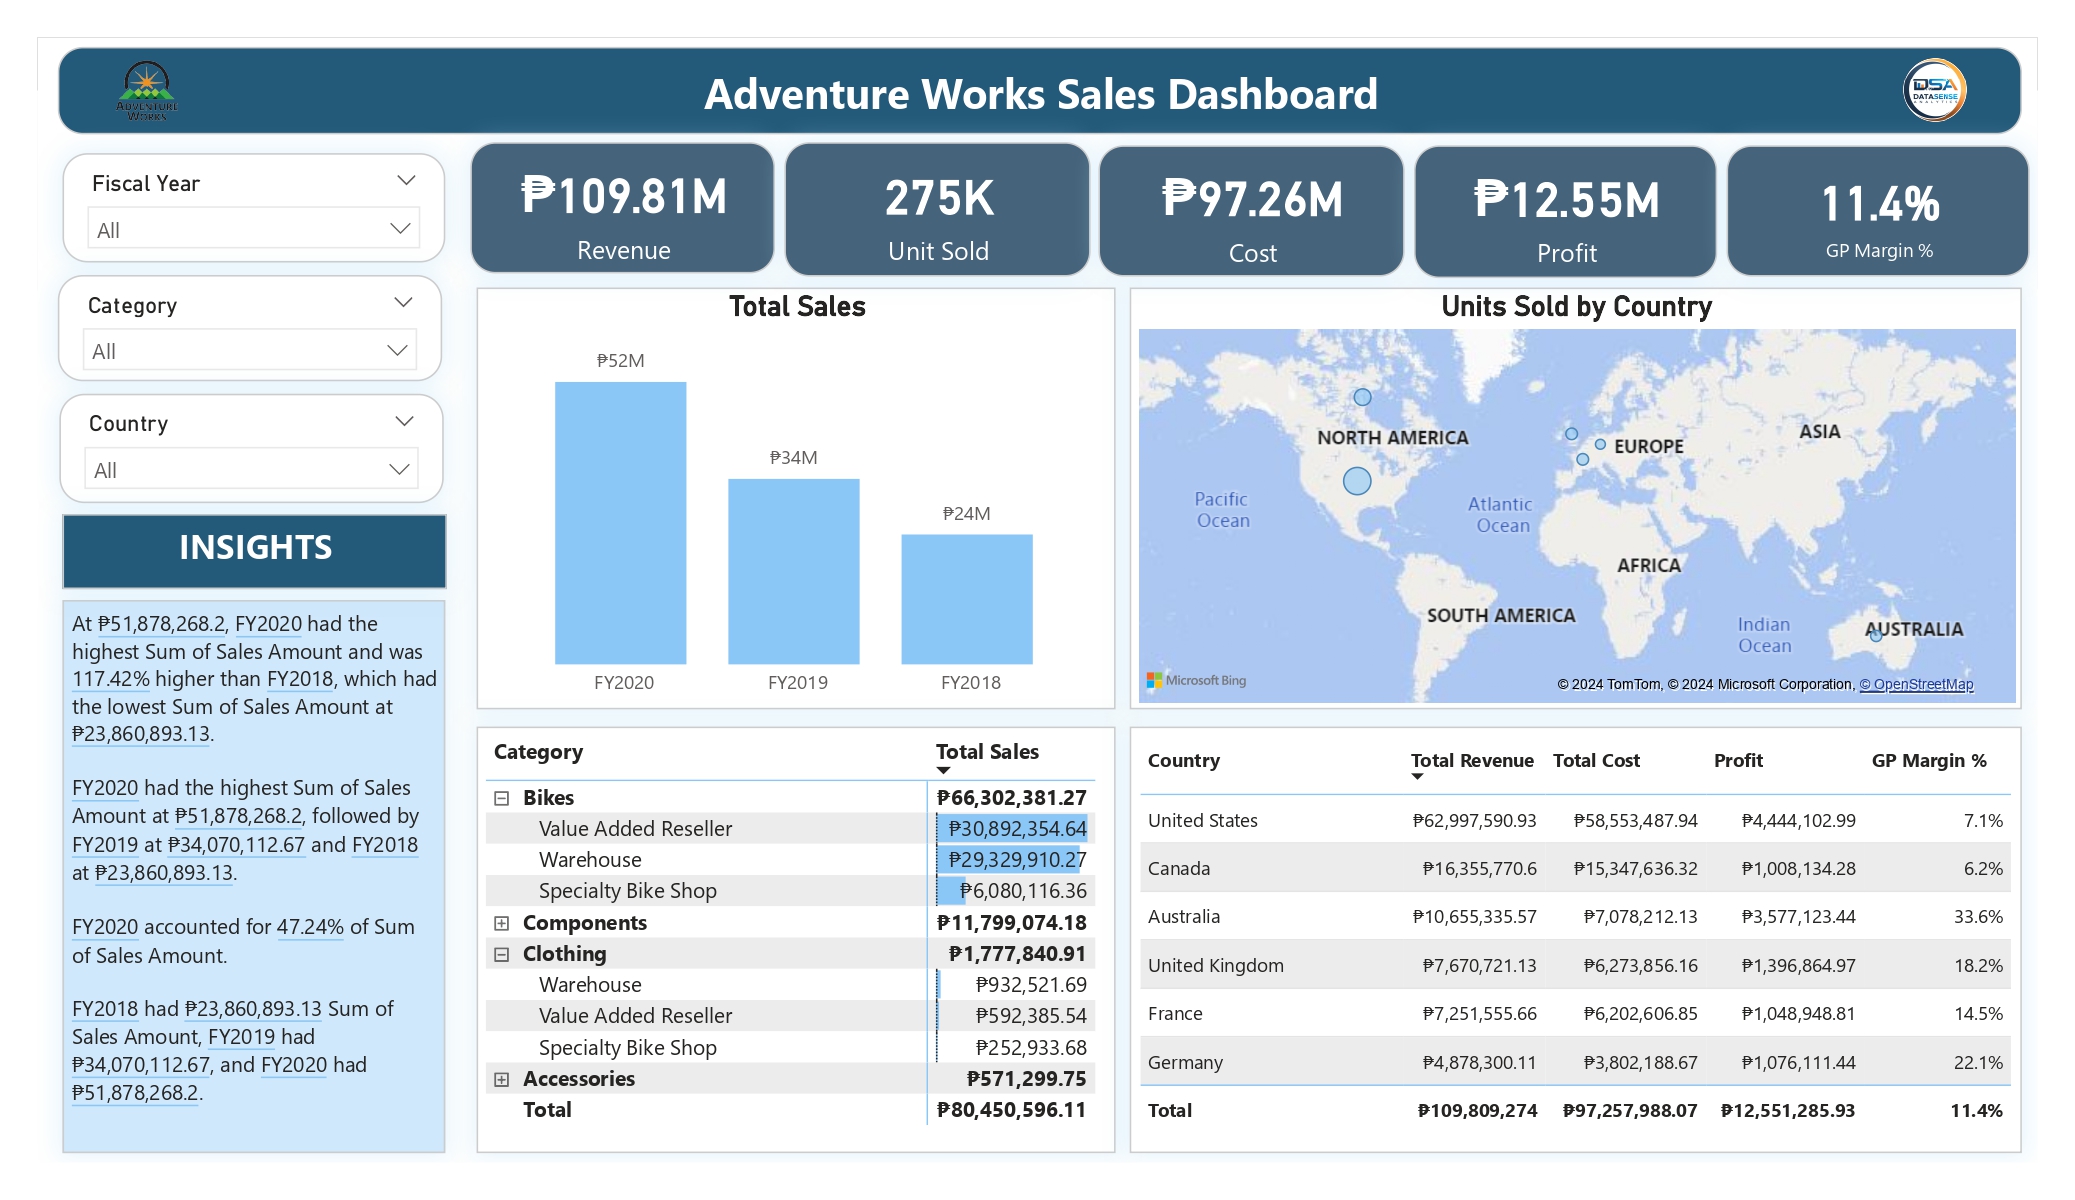 ADVENTURE
WORKS
Adventure Works Sales Dashboard
DSA
DATASENSE
ANALYTICS
Fiscal Year
All
Category
All
Country
All
₱109.81M
Revenue
275K
Unit Sold
₱97.26M
Cost
₱12.55M
Profit
11.4%
GP Margin %
INSIGHTS
At ₱51,878,268.2, FY2020 had the
highest Sum of Sales Amount and was
117.42% higher than FY2018, which had
the lowest Sum of Sales Amount at
₱23,860,893.13.
FY2020 had the highest Sum of Sales
Amount at ₱51,878,268.2, followed by
FY2019 at ₱34,070,112.67 and FY2018
at ₱23,860,893.13.
FY2020 accounted for 47.24% of Sum
of Sales Amount.
FY2018 had ₱23,860,893.13 Sum of
Sales Amount, FY2019 had
₱34,070,112.67, and FY2020 had
₱51,878,268.2.
Total Sales
₱52M
₱34M
₱24M
FY2020 FY2019 FY2018
Units Sold by Country
NORTH AMERICA
EUROPE
ASIA
Pacific
Ocean
Atlantic
Ocean
AFRICA
SOUTH AMERICA
Indian
Ocean
AUSTRALIA
Microsoft Bing
© 2024 TomTom, © 2024 Microsoft Corporation, © OpenStreetMap
Category Total Sales
Bikes ₱66,302,381.27
Value Added Reseller ₱30,892,354.64
Warehouse ₱29,329,910.27
Specialty Bike Shop ₱6,080,116.36
Components ₱11,799,074.18
Clothing ₱1,777,840.91
Warehouse ₱932,521.69
Value Added Reseller ₱592,385.54
Specialty Bike Shop ₱252,933.68
Accessories ₱571,299.75
Total ₱80,450,596.11
Country Total Revenue Total Cost Profit GP Margin %
United States ₱62,997,590.93 ₱58,553,487.94 ₱4,444,102.99 7.1%
Canada ₱16,355,770.6 ₱15,347,636.32 ₱1,008,134.28 6.2%
Australia ₱10,655,335.57 ₱7,078,212.13 ₱3,577,123.44 33.6%
United Kingdom ₱7,670,721.13 ₱6,273,856.16 ₱1,396,864.97 18.2%
France ₱7,251,555.66 ₱6,202,606.85 ₱1,048,948.81 14.5%
Germany ₱4,878,300.11 ₱3,802,188.67 ₱1,076,111.44 22.1%
Total ₱109,809,274 ₱97,257,988.07 ₱12,551,285.93 11.4%